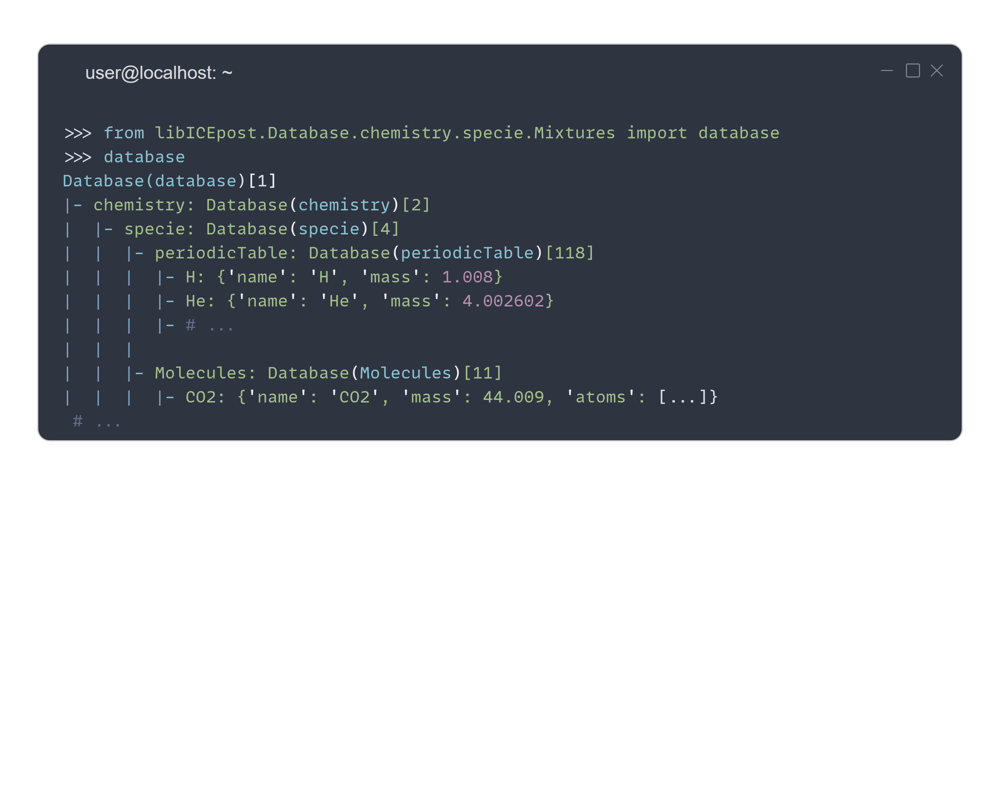 user@localhost: ~
>>> from libICEpost.Database.chemistry.specie.Mixtures import database
>>> database
Database(database)[1]
|- chemistry: Database(chemistry)[2]
|  |- specie: Database(specie)[4]
|  |  |- periodicTable: Database(periodicTable)[118]
|  |  |  |- H: {'name': 'H', 'mass': 1.008}
|  |  |  |- He: {'name': 'He', 'mass': 4.002602}
|  |  |  |- # ...
|  |  |
|  |  |- Molecules: Database(Molecules)[11]
|  |  |  |- CO2: {'name': 'CO2', 'mass': 44.009, 'atoms': [...]}
 # ...